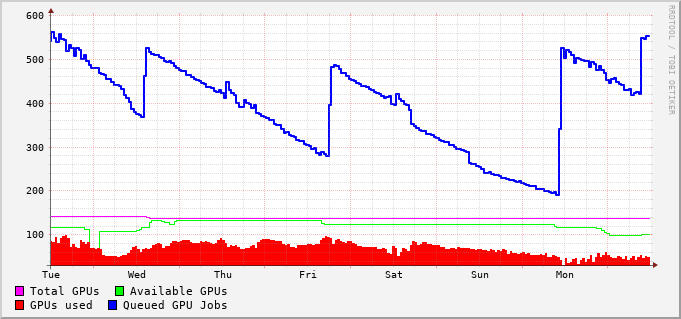 600
500
400
300
200
100
Tue Wed Thu Fri Sat Sun Mon
Total GPUs Available GPUs
GPUs used Queued GPU Jobs
RRDTOOL / TOBI OETIKER